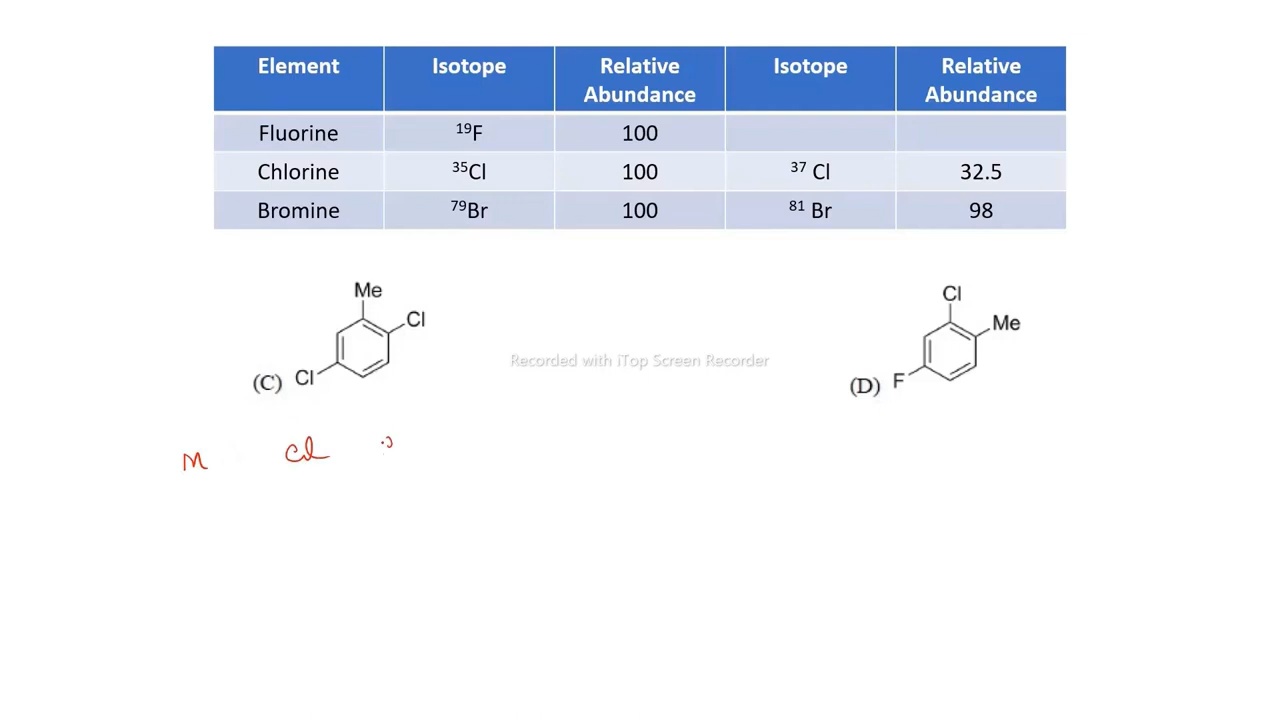 Element Isotope Relative Abundance Isotope Relative Abundance
Fluorine ¹⁹F 100
Chlorine ³⁵Cl 100 ³⁷ Cl 32.5
Bromine ⁷⁹Br 100 ⁸¹ Br 98
Me
Cl
Cl
(C)
Cl
Me
F
(D)
Recorded with iTop Screen Recorder
M Cl